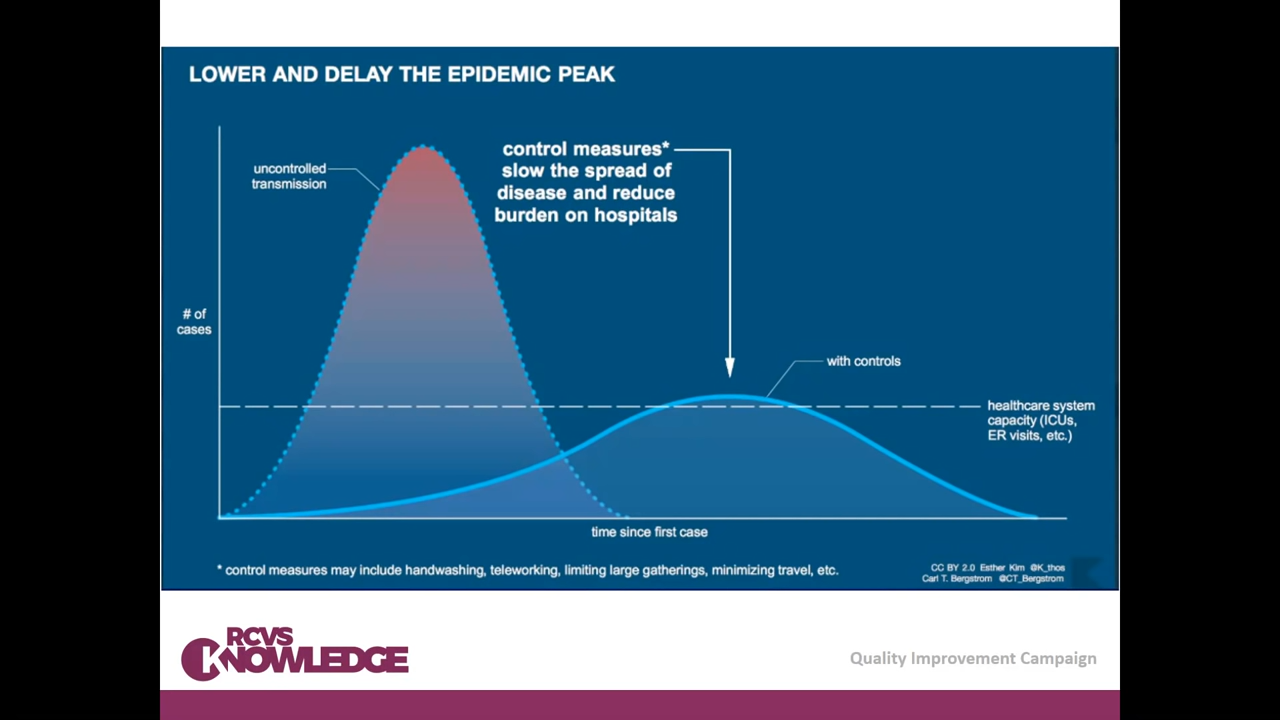 LOWER AND DELAY THE EPIDEMIC PEAK
uncontrolled
transmission
control measures*
slow the spread of
disease and reduce
burden on hospitals
# of
cases
with controls
healthcare system
capacity (ICUs,
ER visits, etc.)
time since first case
* control measures may include handwashing, teleworking, limiting large gatherings, minimizing travel, etc.
CC BY 2.0 Esther Kim @K_thos
Carl T. Bergstrom @CT_Bergstrom
RCVS
KNOWLEDGE
Quality Improvement Campaign